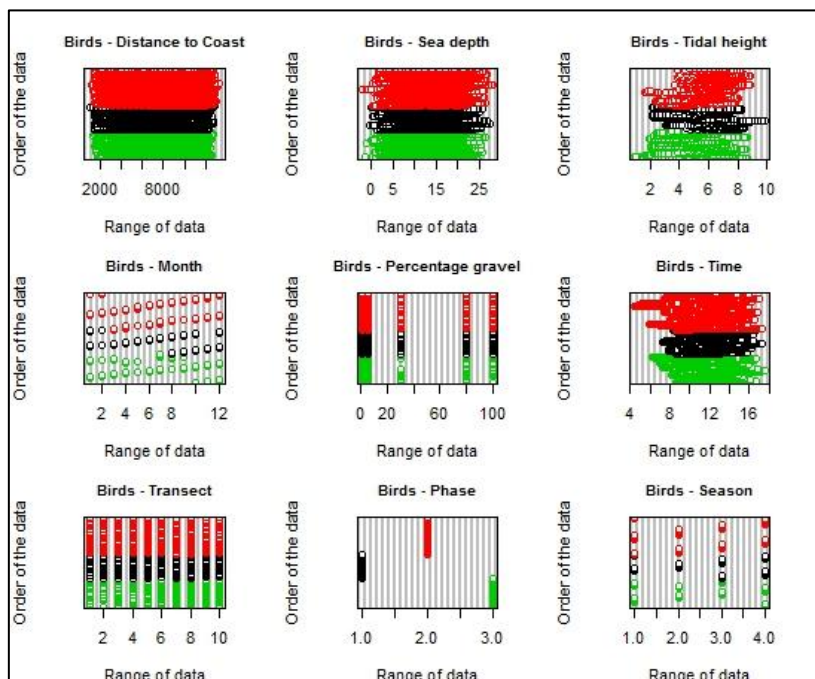 Birds - Distance to Coast
Order of the data
2000 8000
Range of data
Birds - Sea depth
Order of the data
0 5 15 25
Range of data
Birds - Tidal height
Order of the data
2 4 6 8 10
Range of data
Birds - Month
Order of the data
2 4 6 8 12
Range of data
Birds - Percentage gravel
Order of the data
0 20 60 100
Range of data
Birds - Time
Order of the data
4 8 12 16
Range of data
Birds - Transect
Order of the data
2 4 6 8 10
Range of data
Birds - Phase
Order of the data
1.0 2.0 3.0
Range of data
Birds - Season
Order of the data
1.0 2.0 3.0 4.0
Range of data